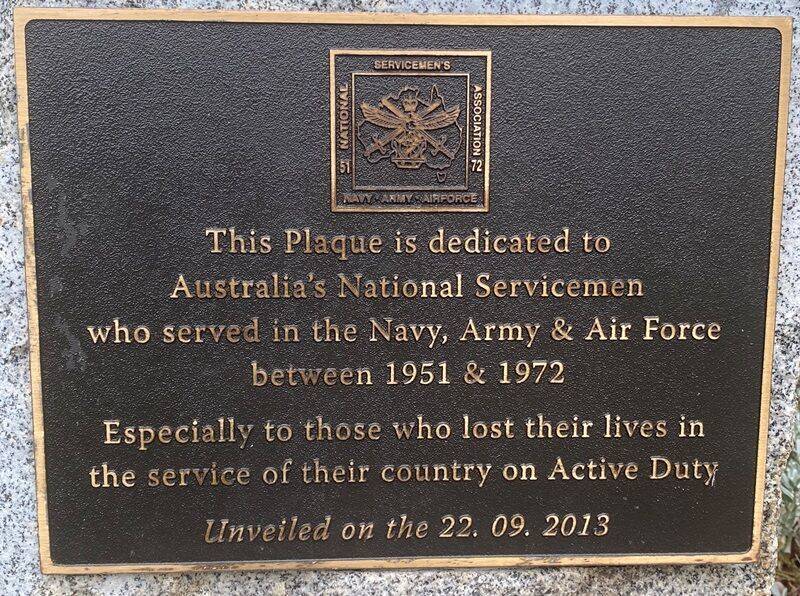 SERVICEMEN'S
NATIONAL
ASSOCIATION
51
72
NAVY · ARMY · AIRFORCE
This Plaque is dedicated to
Australia's National Servicemen
who served in the Navy, Army & Air Force
between 1951 & 1972
Especially to those who lost their lives in
the service of their country on Active Duty
Unveiled on the 22. 09. 2013